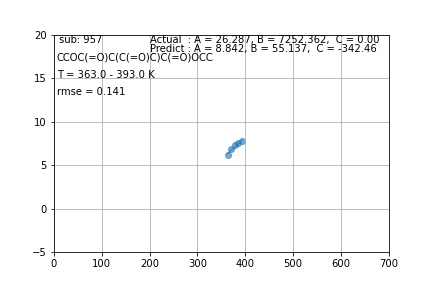 sub: 957
Actual : A = 26.287, B = 7252.362, C = 0.00
Predict : A = 8.842, B = 55.137, C = -342.46
CCOC(=O)C(C(=O)C)C(=O)OCC
T = 363.0 - 393.0 K
rmse = 0.141
20
15
10
5
0
−5
0 100 200 300 400 500 600 700